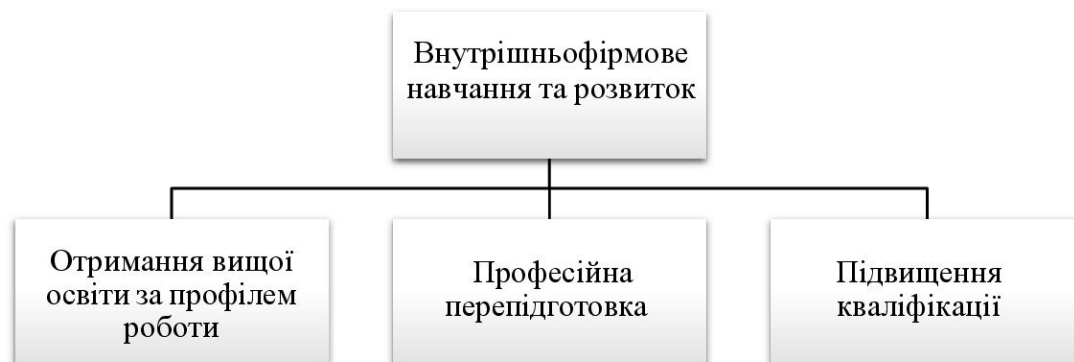 Внутрішньофірмове
навчання та розвиток
Отримання вищої
освіти за профілем
роботи
Професійна
перепідготовка
Підвищення
кваліфікації